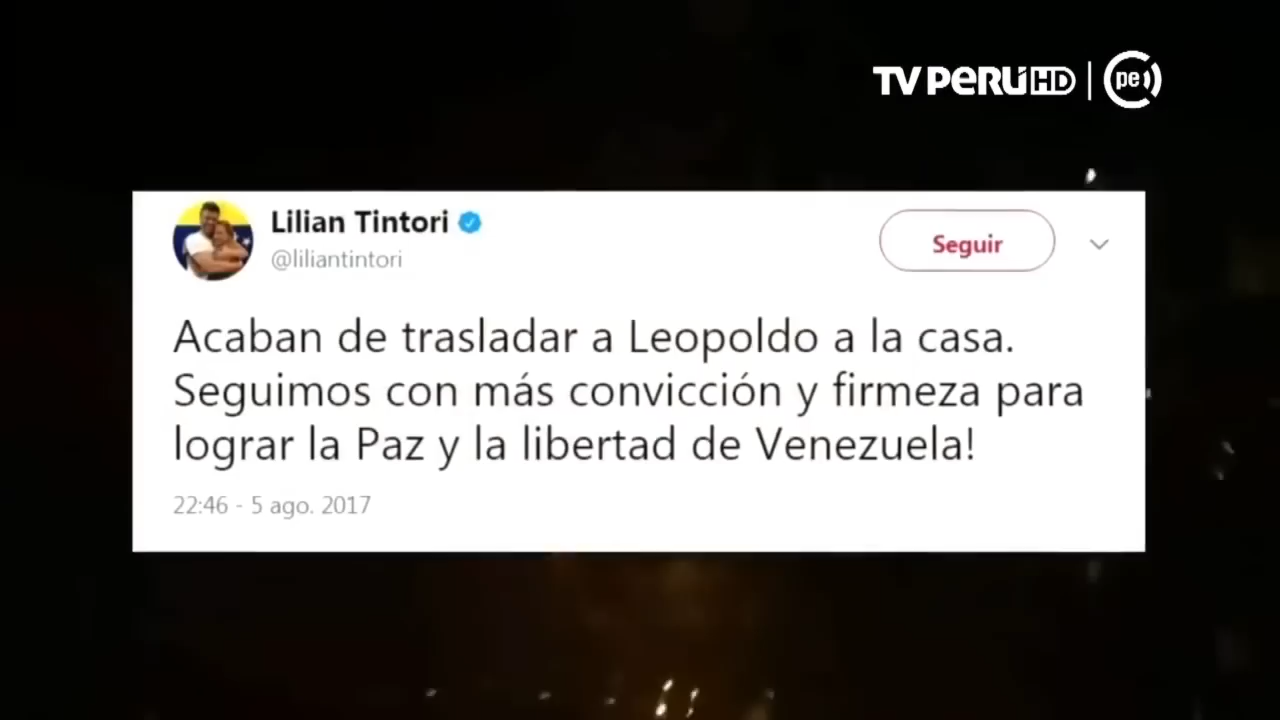 TV PERÚ HD | pe
Lilian Tintori
@liliantintori
Seguir
Acaban de trasladar a Leopoldo a la casa.
Seguimos con más convicción y firmeza para
lograr la Paz y la libertad de Venezuela!
22:46 - 5 ago. 2017